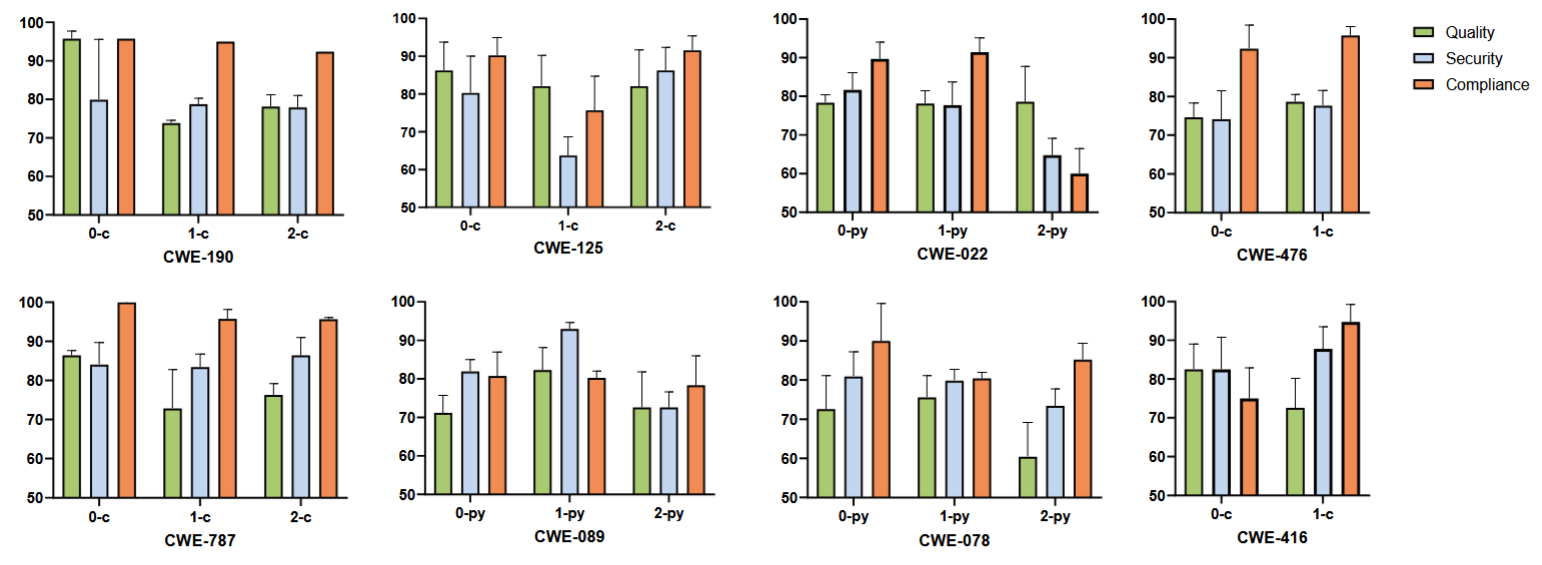 100
90
80
70
60
50
0-c 1-c 2-c
CWE-190
100
90
80
70
60
50
0-c 1-c 2-c
CWE-125
100
90
80
70
60
50
0-py 1-py 2-py
CWE-022
100
90
80
70
60
50
0-c 1-c
CWE-476
Quality
Security
Compliance
100
90
80
70
60
50
0-c 1-c 2-c
CWE-787
100
90
80
70
60
50
0-py 1-py 2-py
CWE-089
100
90
80
70
60
50
0-py 1-py 2-py
CWE-078
100
90
80
70
60
50
0-c 1-c
CWE-416